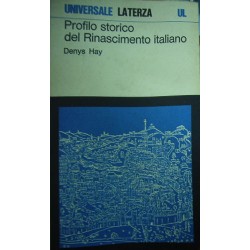 UNIVERSALE LATERZA UL
Profilo storico
del Rinascimento italiano
Denys Hay